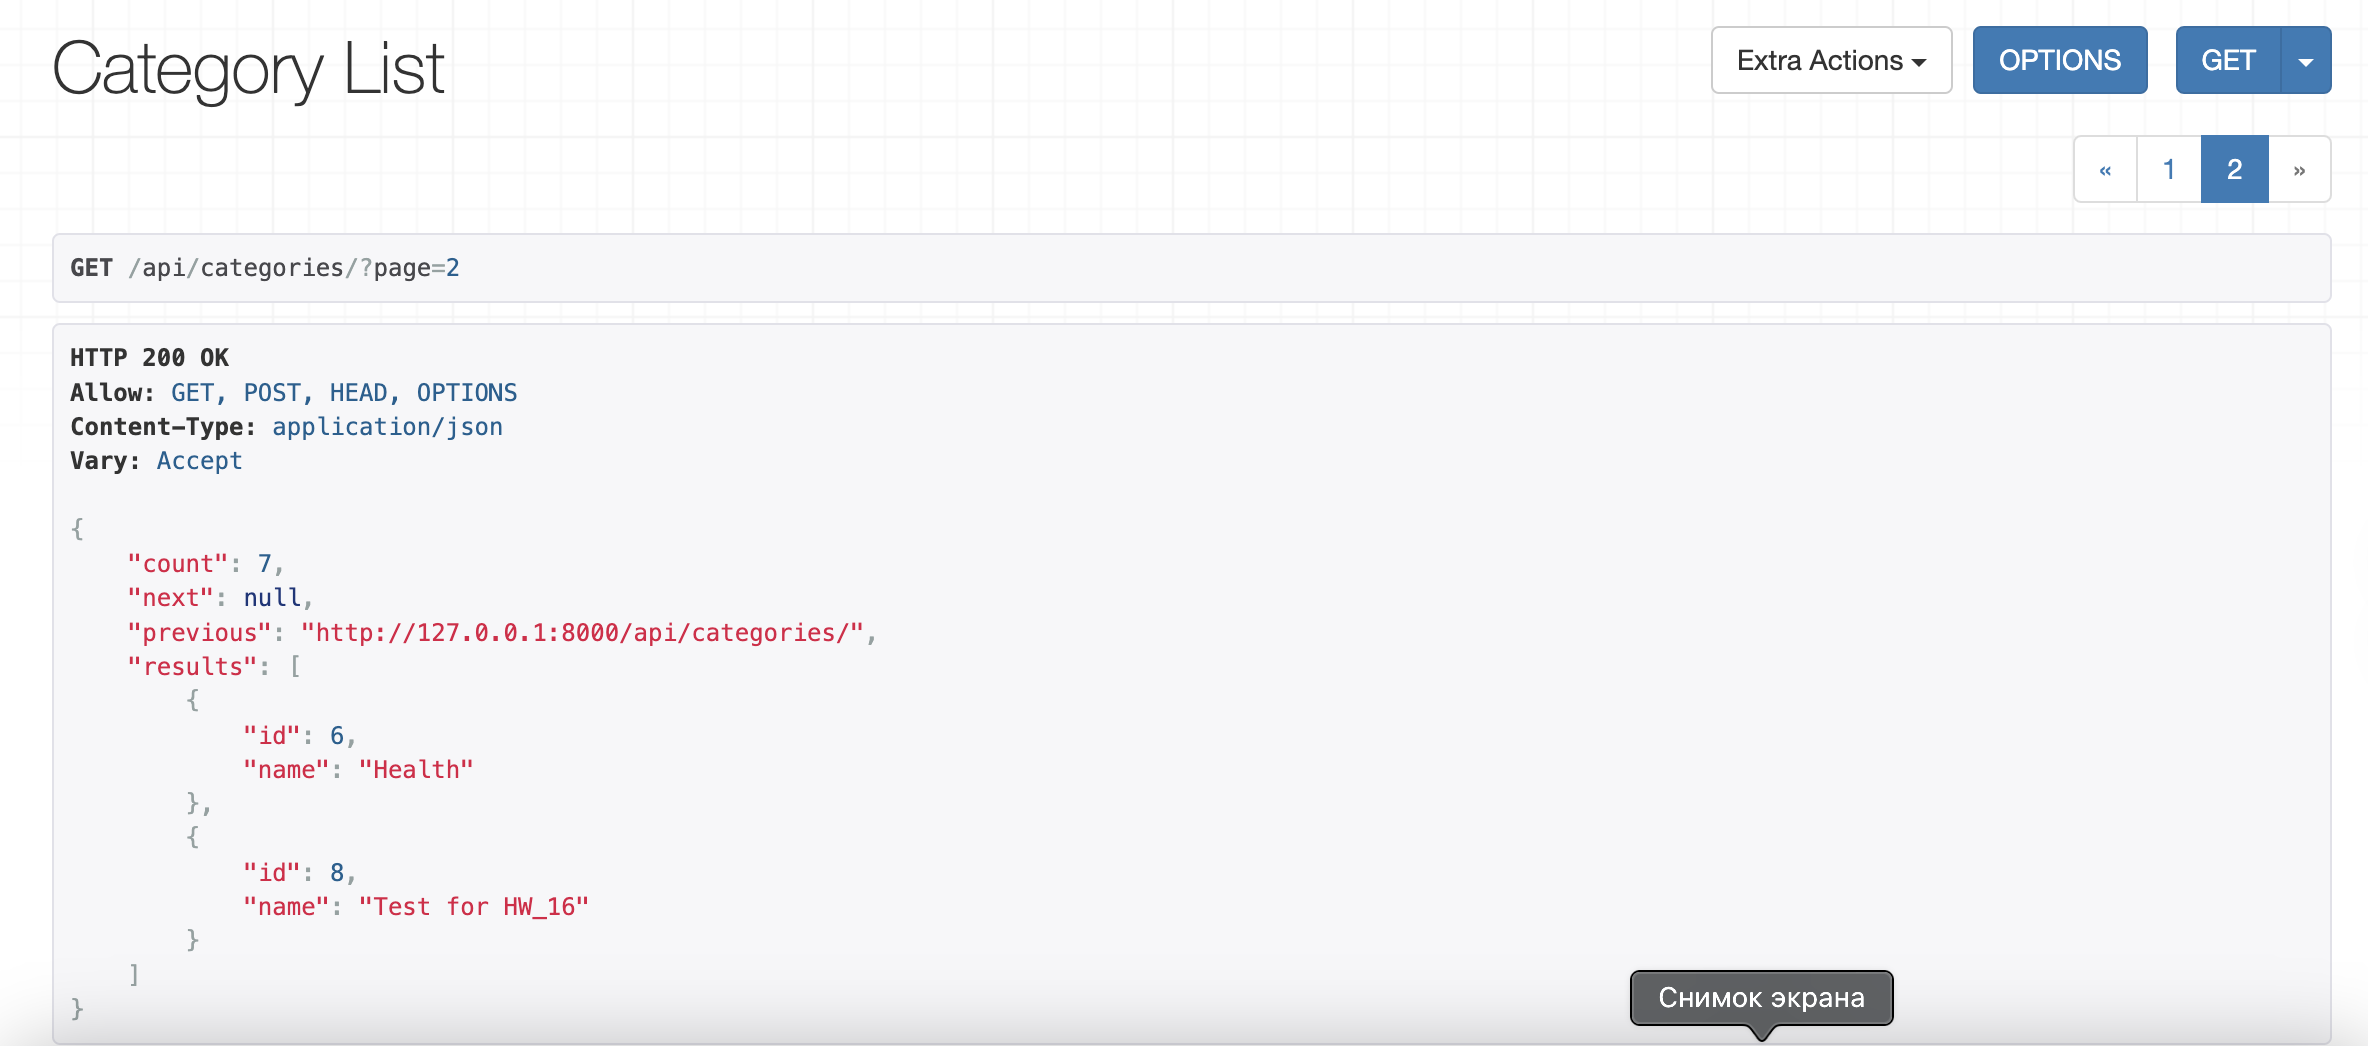 Category List
Extra Actions
OPTIONS
GET
« 1 2 »
GET /api/categories/?page=2
HTTP 200 OK
Allow: GET, POST, HEAD, OPTIONS
Content-Type: application/json
Vary: Accept
{
    "count": 7,
    "next": null,
    "previous": "http://127.0.0.1:8000/api/categories/",
    "results": [
        {
            "id": 6,
            "name": "Health"
        },
        {
            "id": 8,
            "name": "Test for HW_16"
        }
    ]
}
Снимок экрана